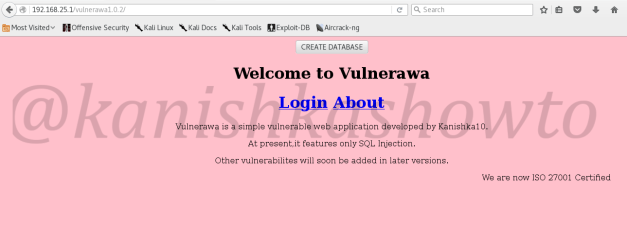 192.168.25.1/vulnerawa1.0.2/
Search
Most Visited
Offensive Security
Kali Linux
Kali Docs
Kali Tools
Exploit-DB
Aircrack-ng
CREATE DATABASE
Welcome to Vulnerawa
Login About
@kanishkashowto
Vulnerawa is a simple vulnerable web application developed by Kanishka10.
At present,it features only SQL Injection.
Other vulnerabilites will soon be added in later versions.
We are now ISO 27001 Certified